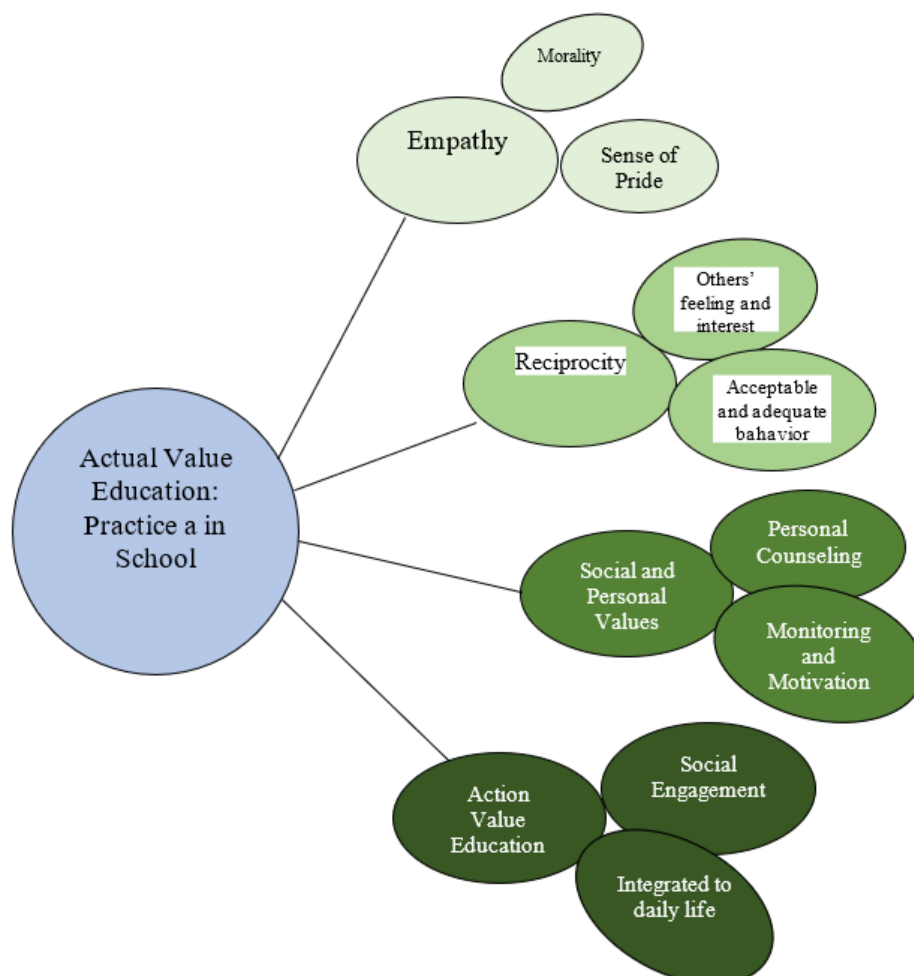 Morality
Empathy
Sense of
Pride
Others'
feeling and
interest
Reciprocity
Acceptable
and adequate
bahavior
Actual Value
Education:
Practice a in
School
Personal
Counseling
Social and
Personal
Values
Monitoring
and
Motivation
Social
Engagement
Action
Value
Education
Integrated to
daily life